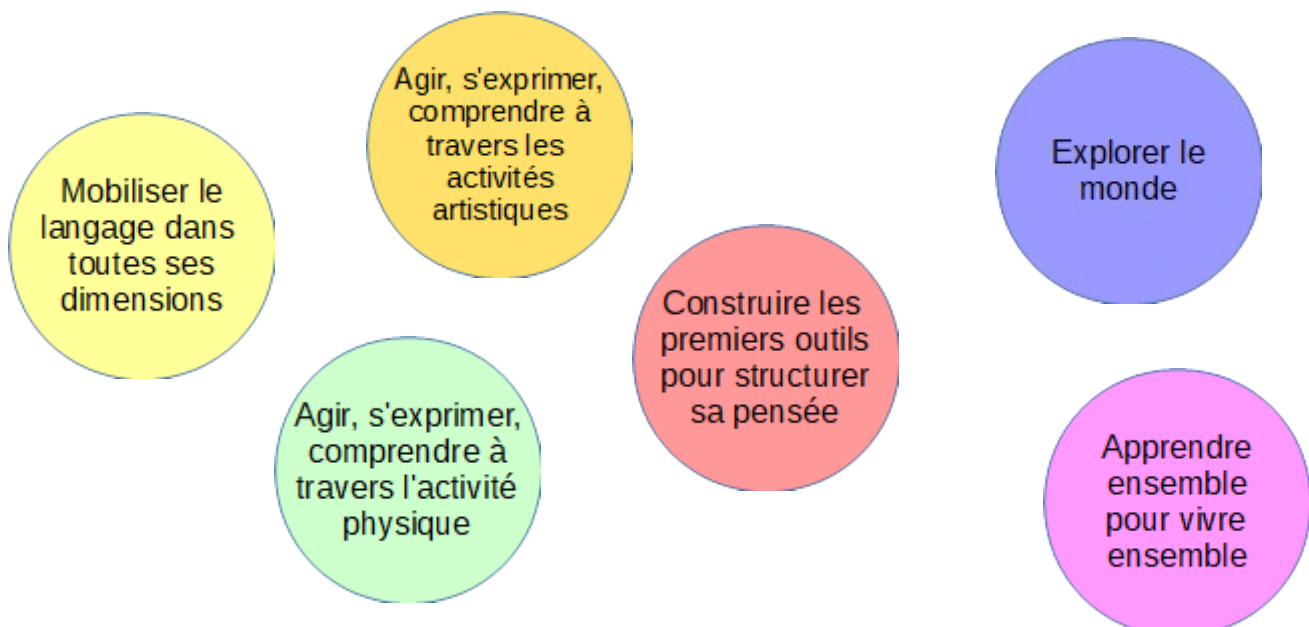 Mobiliser le
langage dans
toutes ses
dimensions
Agir, s'exprimer,
comprendre à
travers les
activités
artistiques
Agir, s'exprimer,
comprendre à
travers l'activité
physique
Construire les
premiers outils
pour structurer
sa pensée
Explorer le
monde
Apprendre
ensemble
pour vivre
ensemble